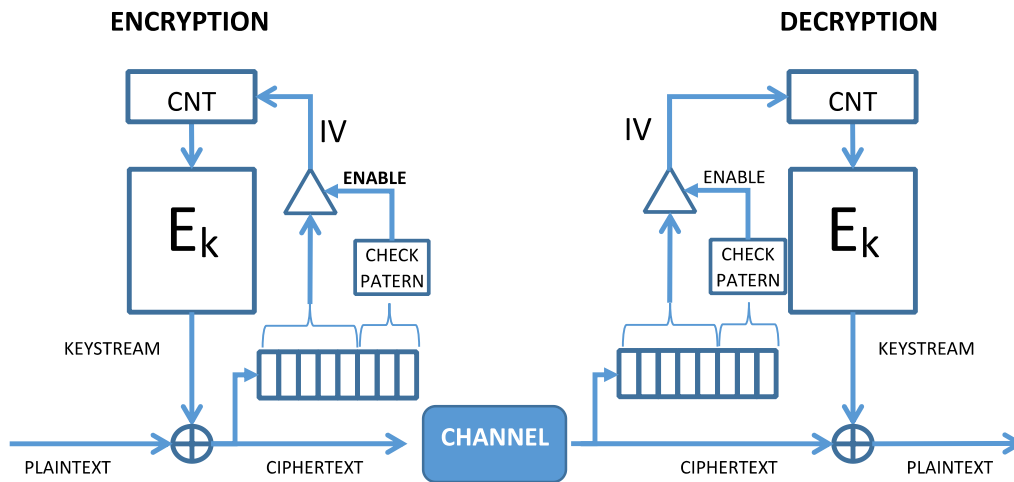 ENCRYPTION
DECRYPTION
CNT
CNT
IV
IV
ENABLE
ENABLE
Ek
Ek
CHECK
PATERN
CHECK
PATERN
KEYSTREAM
KEYSTREAM
CHANNEL
PLAINTEXT
CIPHERTEXT
CIPHERTEXT
PLAINTEXT